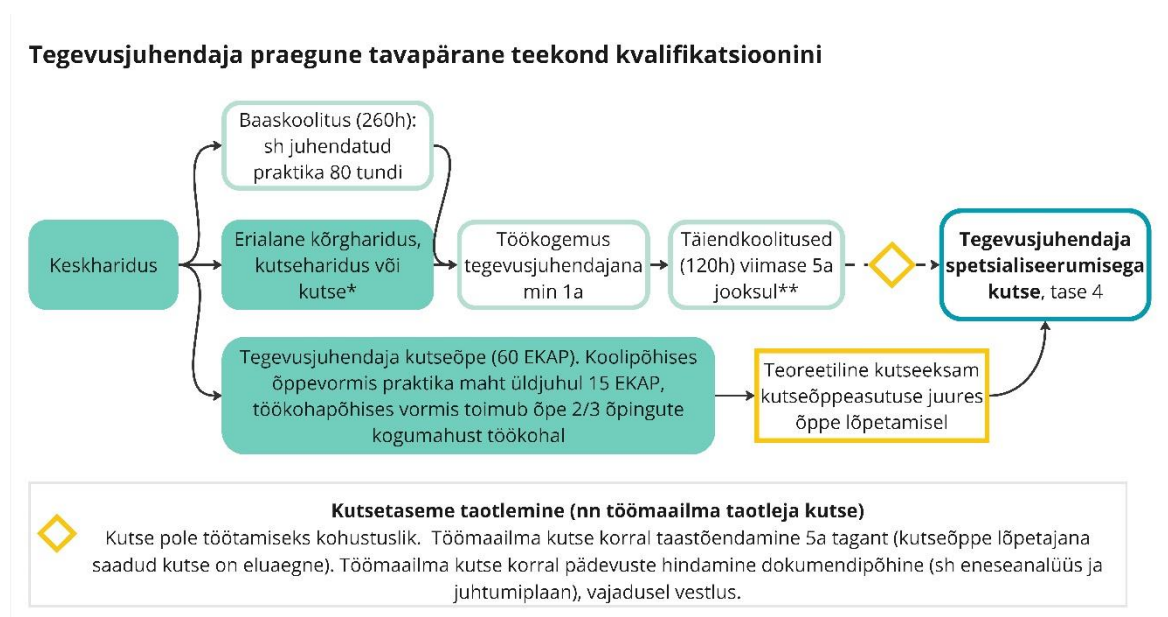 Tegevusjuhendaja praegune tavapärane teekond kvalifikatsioonini
Baaskoolitus (260h):
sh juhendatud
praktika 80 tundi
Keskharidus
Erialane kõrgharidus,
kutseharidus või
kutse*
Töökogemus
tegevusjuhendajana
min 1a
Täiendkoolitused
(120h) viimase 5a
jooksul**
Tegevusjuhendaja
spetsialiseerumisega
kutse, tase 4
Tegevusjuhendaja kutseõpe (60 EKAP). Koolipõhises
õppevormis praktika maht üldjuhul 15 EKAP,
töökohapõhises vormis toimub õpe 2/3 õpingute
kogumahust töökohal
Teoreetiline kutseeksam
kutseõppeasutuse juures
õppe lõpetamisel
Kutsetaseme taotlemine (nn töömaailma taotleja kutse)
Kutse pole töötamiseks kohustuslik. Töömaailma kutse korral taastõendamine 5a tagant (kutseõppe lõpetajana
saadud kutse on eluaegne). Töömaailma kutse korral pädevuste hindamine dokumendipõhine (sh eneseanalüüs ja
juhtumiplaan), vajadusel vestlus.